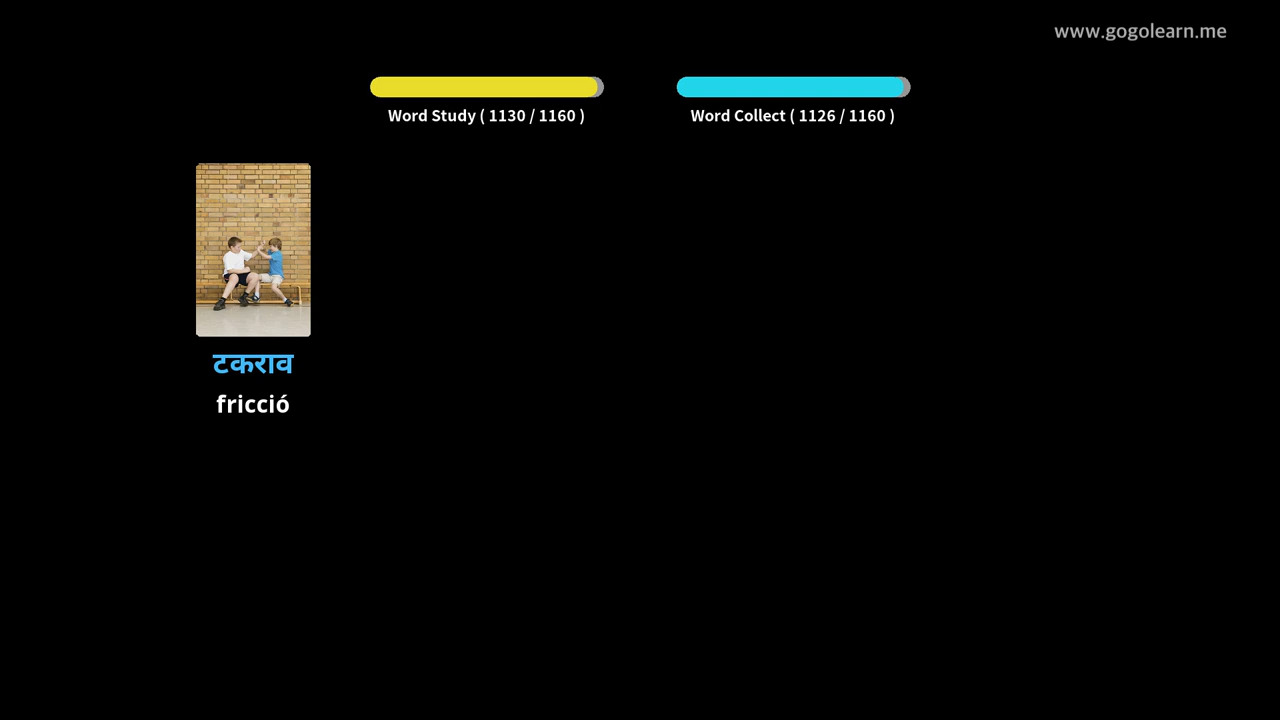 www.gogolearn.me
Word Study ( 1130 / 1160 )
Word Collect ( 1126 / 1160 )
टकराव
fricció